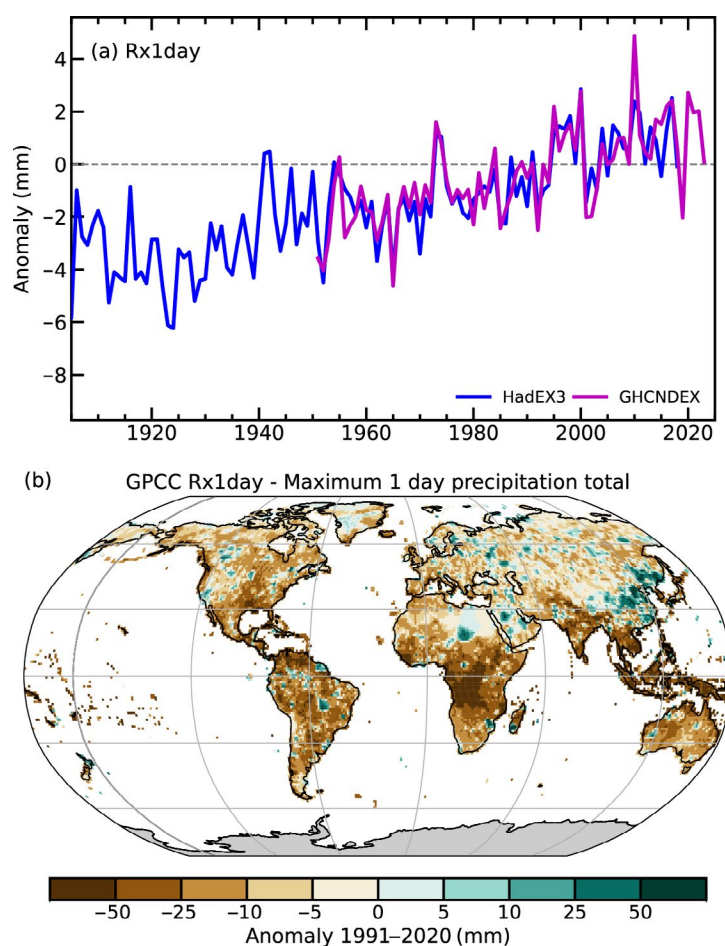 (a) Rx1day
Anomaly (mm)
4
2
0
−2
−4
−6
−8
HadEX3 GHCNDEX
1920 1940 1960 1980 2000 2020
(b) GPCC Rx1day - Maximum 1 day precipitation total
−50 −25 −10 −5 0 5 10 25 50
Anomaly 1991–2020 (mm)